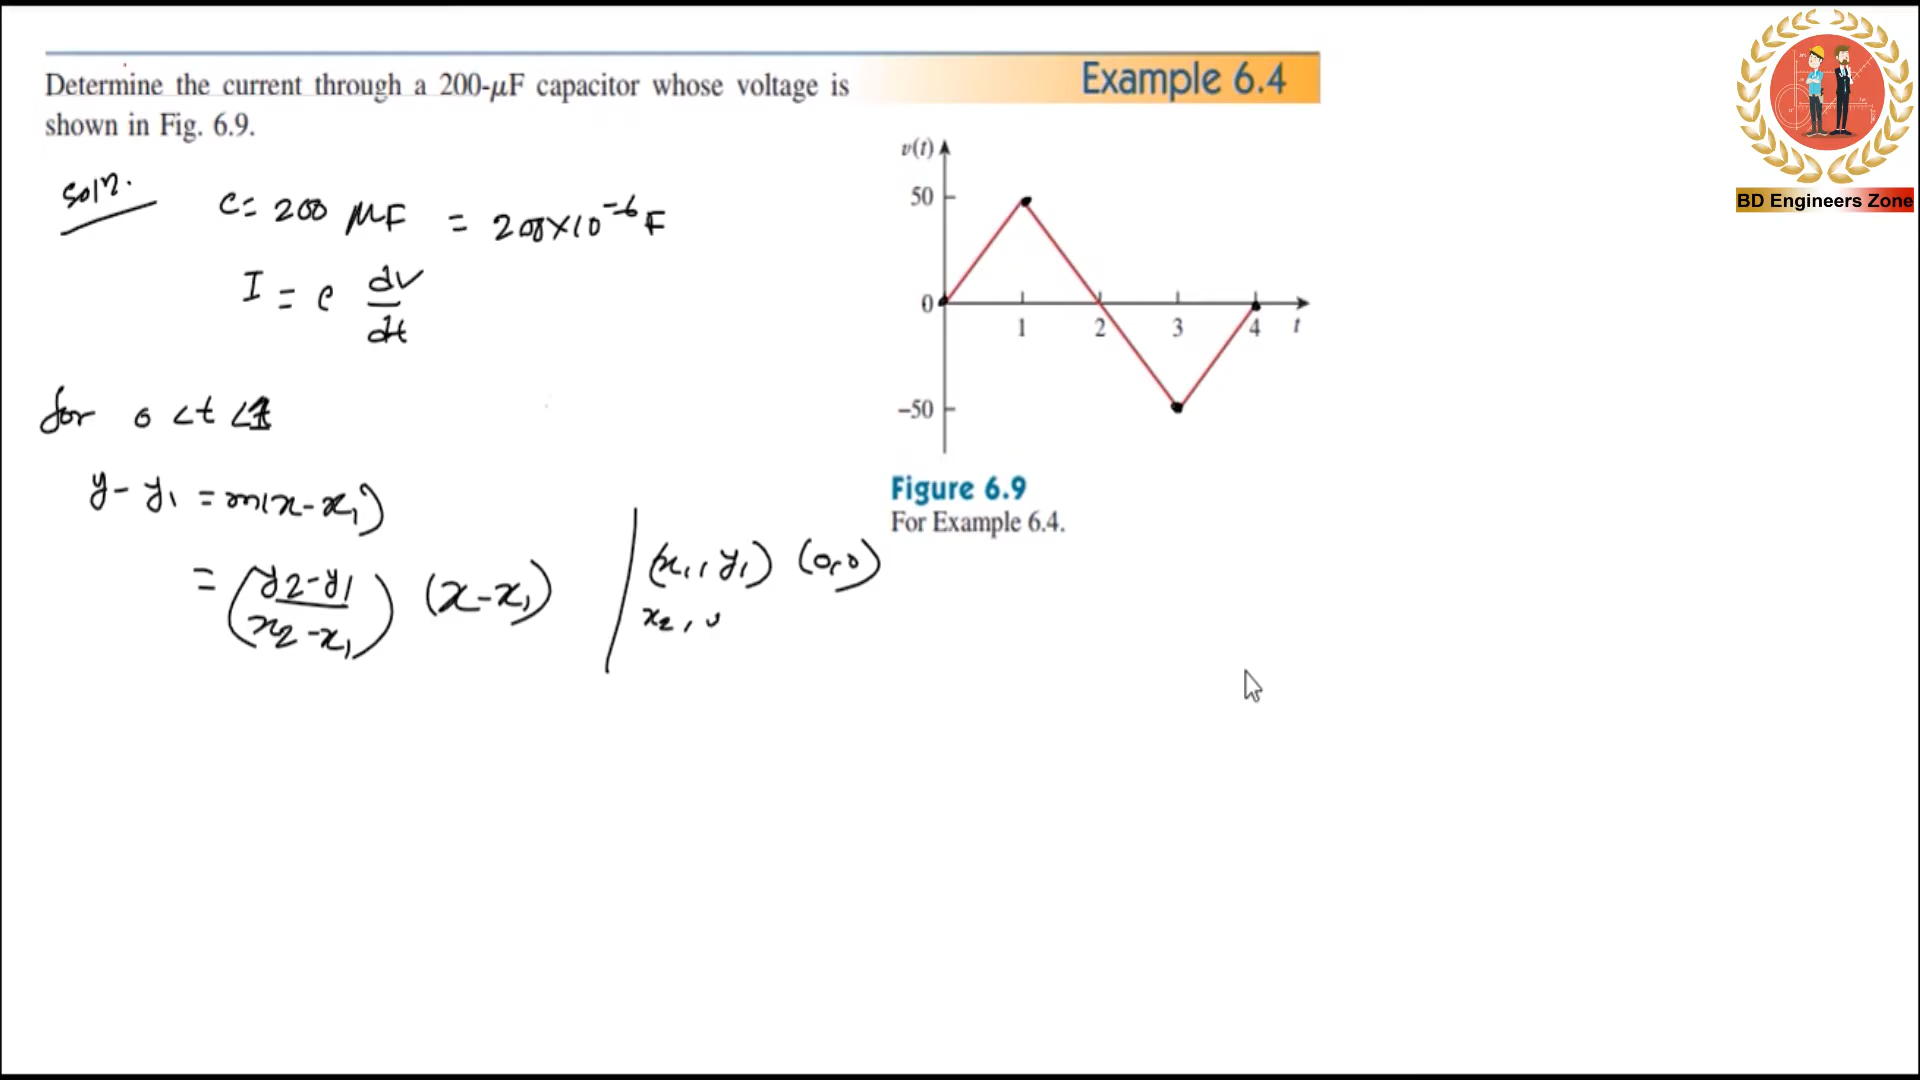 Example 6.4
Determine the current through a 200-μF capacitor whose voltage is
shown in Fig. 6.9.
BD Engineers Zone
Soln.
C = 200 μF = 200×10⁻⁶ F
I = C dv/dt
for 0 <t <1
y - y₁ = m(x - x₁)
= (y₂-y₁/x₂-x₁) (x-x₁)
(x₁, y₁) (0,0)
x₂,
v(t)
50
0
-50
1 2 3 4 t
Figure 6.9
For Example 6.4.